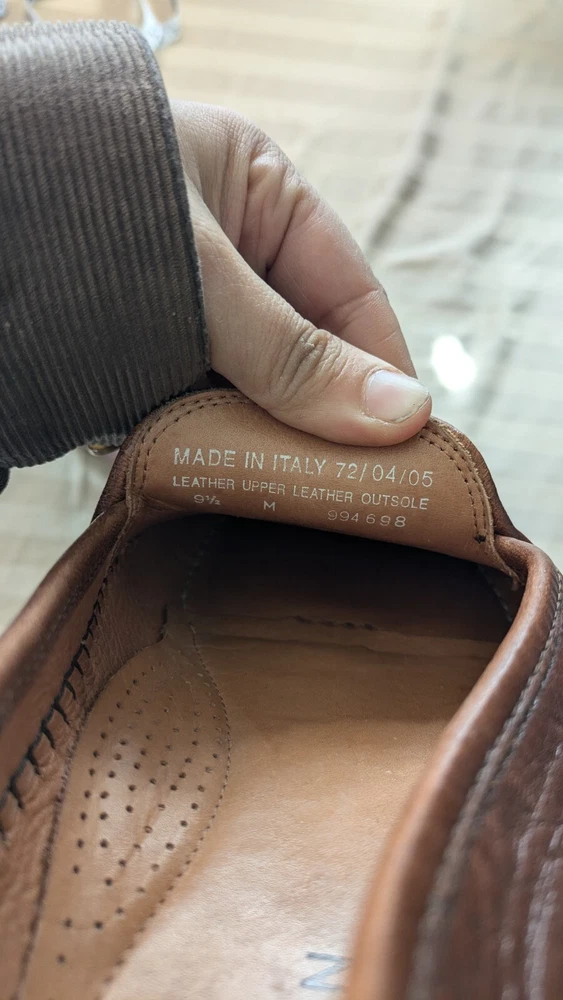 MADE IN ITALY 72/04/05
LEATHER UPPER LEATHER OUTSOLE
9½ M 994698
N